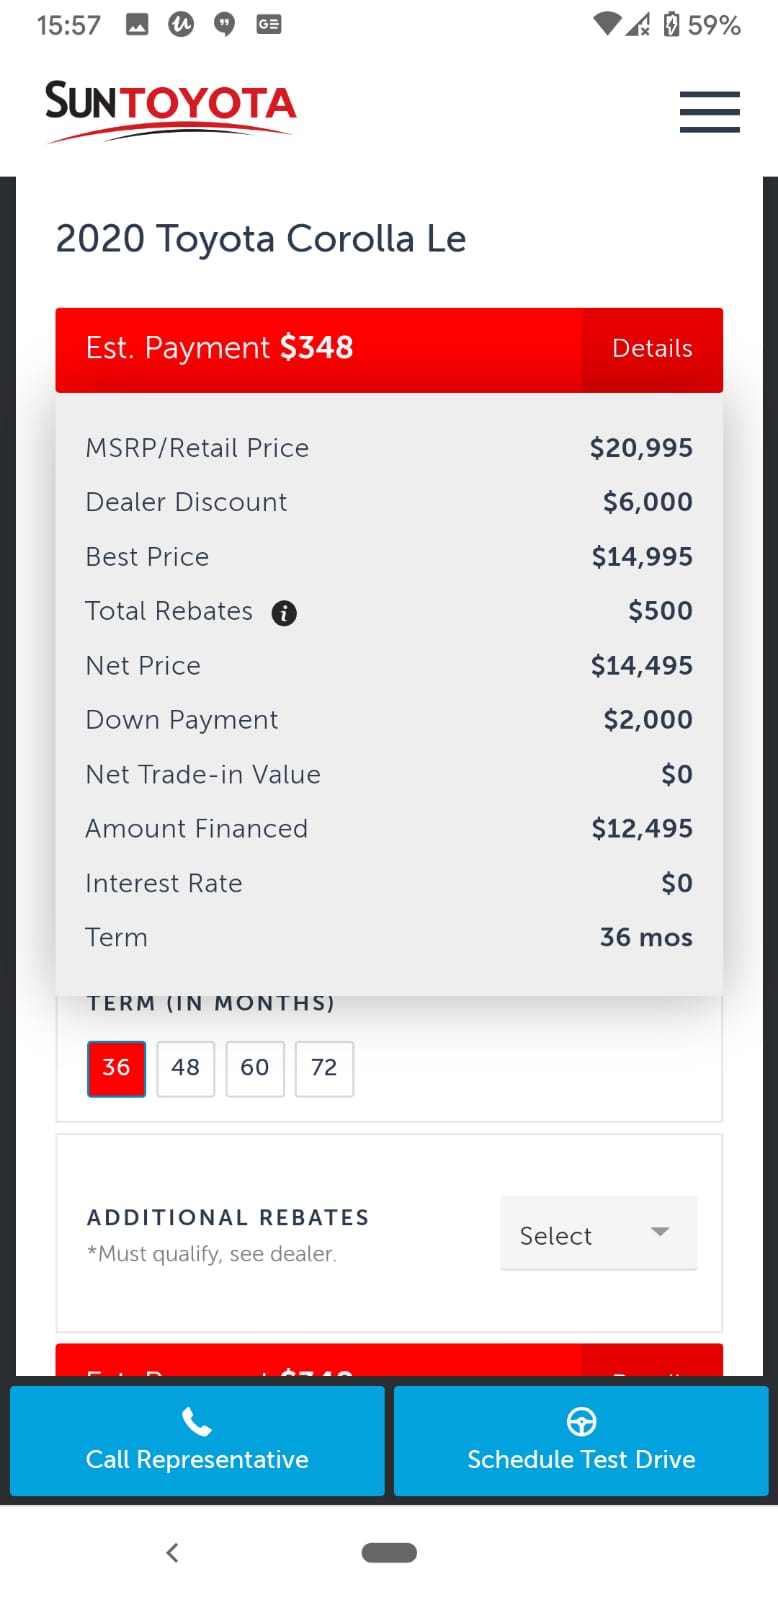 15:57 59%
SUNTOYOTA
2020 Toyota Corolla Le
Est. Payment $348 Details
MSRP/Retail Price $20,995
Dealer Discount $6,000
Best Price $14,995
Total Rebates i $500
Net Price $14,495
Down Payment $2,000
Net Trade-in Value $0
Amount Financed $12,495
Interest Rate $0
Term 36 mos
TERM (IN MONTHS)
36 48 60 72
ADDITIONAL REBATES
*Must qualify, see dealer.
Select
Call Representative
Schedule Test Drive